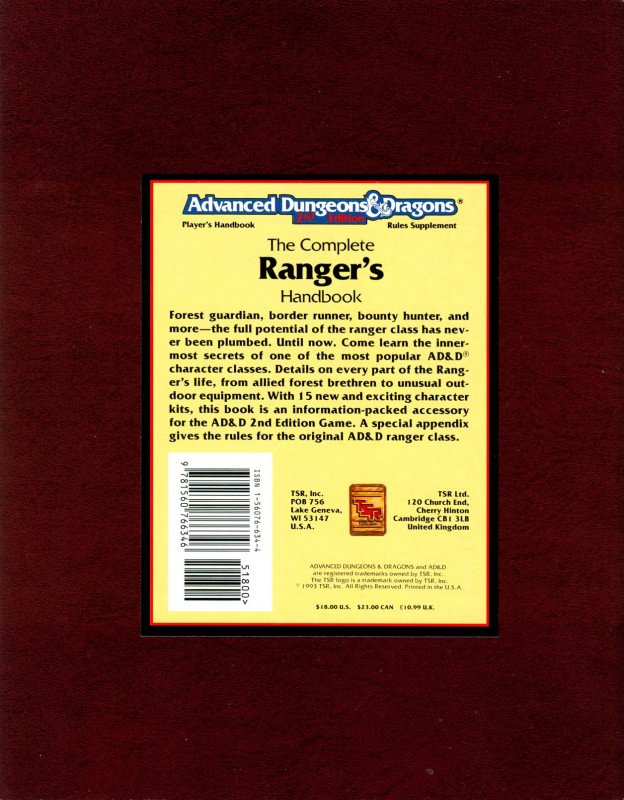 Advanced Dungeons & Dragons®
2nd Edition
Player's Handbook
Rules Supplement
The Complete
Ranger's
Handbook
Forest guardian, border runner, bounty hunter, and
more—the full potential of the ranger class has nev-
er been plumbed. Until now. Come learn the inner-
most secrets of one of the most popular AD&D®
character classes. Details on every part of the Rang-
er's life, from allied forest brethren to unusual out-
door equipment. With 15 new and exciting character
kits, this book is an information-packed accessory
for the AD&D 2nd Edition Game. A special appendix
gives the rules for the original AD&D ranger class.
ISBN 1-56076-634-4
9 781560 766346
51800>
TSR, Inc.
POB 756
Lake Geneva,
WI 53147
U.S.A.
TSR
TSR Ltd.
120 Church End,
Cherry Hinton
Cambridge CB1 3LB
United Kingdom
ADVANCED DUNGEONS & DRAGONS and AD&D
are registered trademarks owned by TSR, Inc.
The TSR logo is a trademark owned by TSR, Inc.
©1993 TSR, Inc. All Rights Reserved. Printed in the U.S.A.
$18.00 U.S. $23.00 CAN £10.99 U.K.